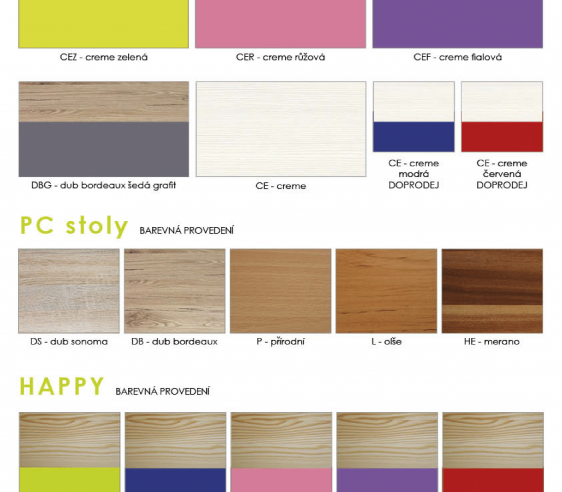 CEZ - creme zelená
CER - creme růžová
CEF - creme fialová
DBG - dub bordeaux šedá grafit
CE - creme
CE - creme
modrá
DOPRODEJ
CE - creme
červená
DOPRODEJ
PC stoly BAREVNÁ PROVEDENÍ
DS - dub sonoma
DB - dub bordeaux
P - přírodní
L - olše
HE - merano
HAPPY BAREVNÁ PROVEDENÍ